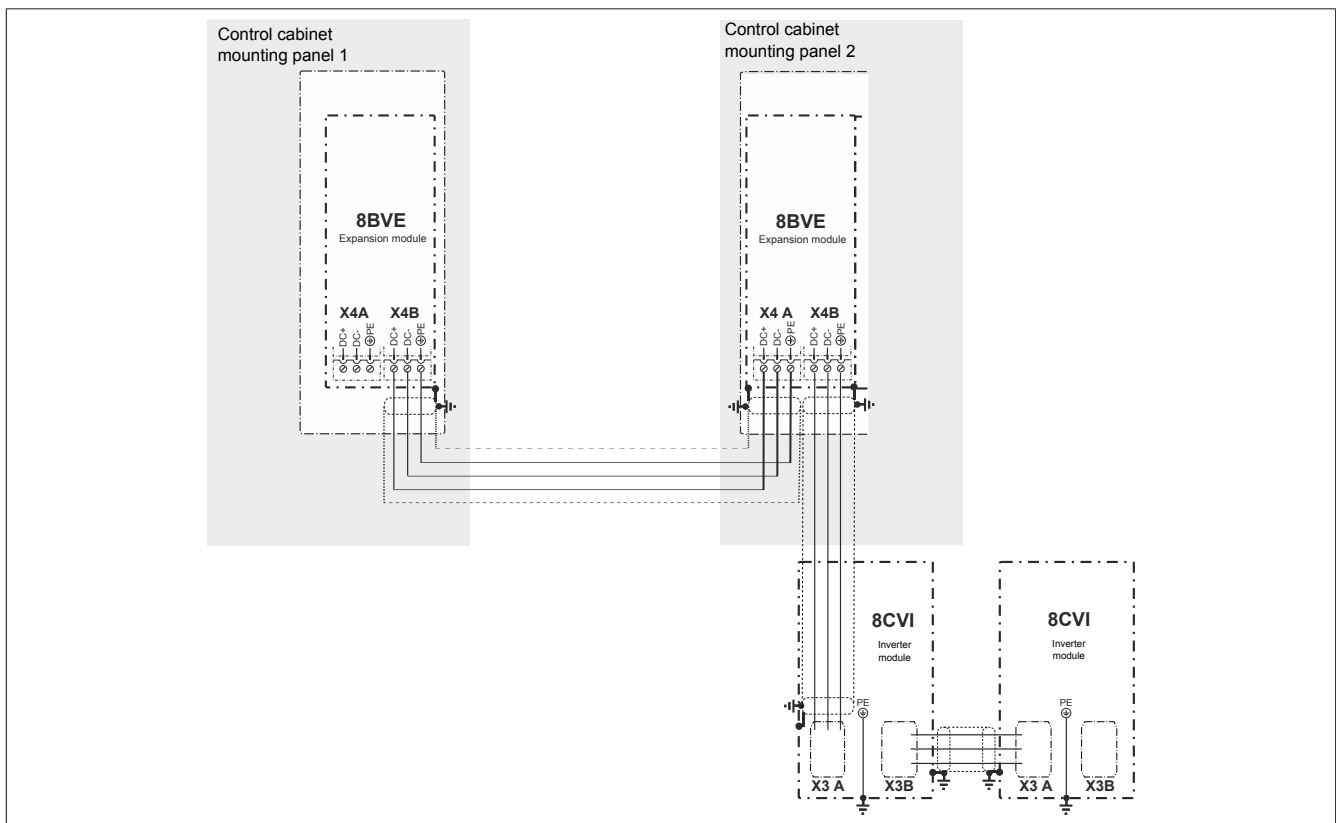 Control cabinet
mounting panel 1
Control cabinet
mounting panel 2
8BVE
Expansion module
X4A X4B
DC+ DC- PE DC+ DC- PE
8BVE
Expansion module
X4 A X4B
DC+ DC- PE DC+ DC- PE
8CVI
Inverter
module
PE
X3 A X3B
8CVI
Inverter
module
PE
X3 A X3B